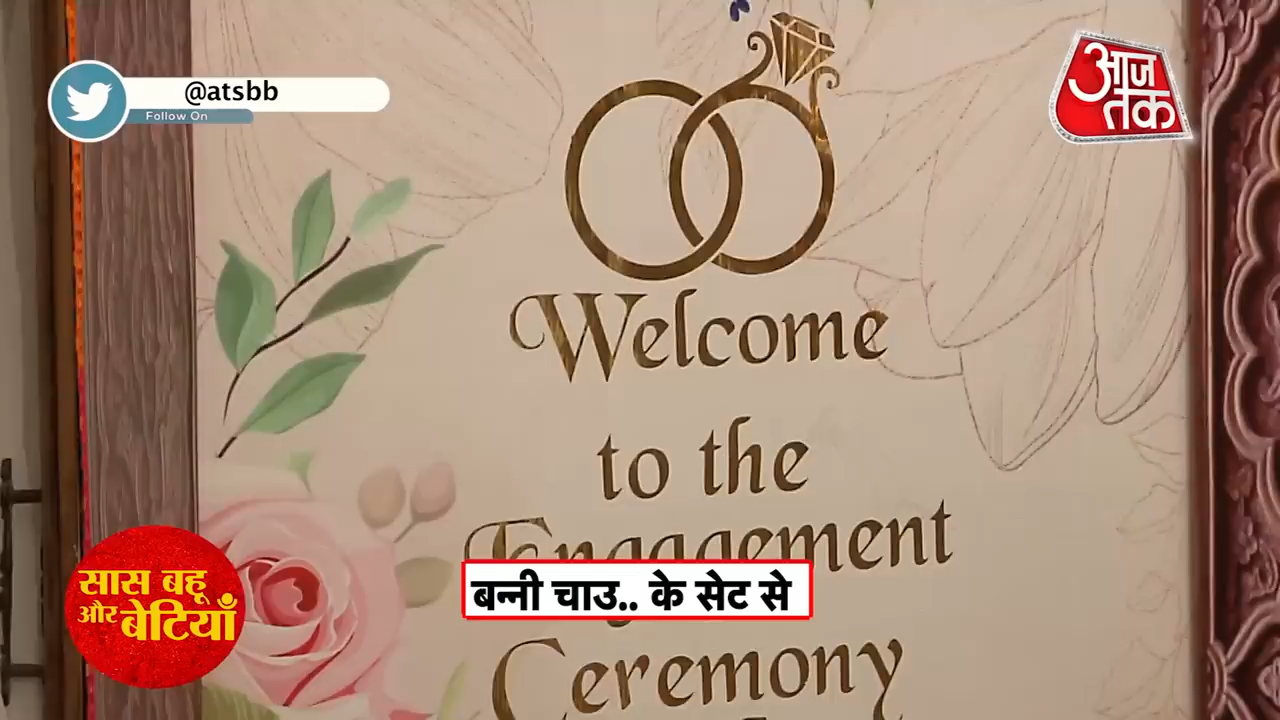 @atsbb
Follow On
आज
तक
Welcome
to the
Engagement
बन्नी चाउ.. के सेट से
Ceremony
सास बहू
और बेटियाँ